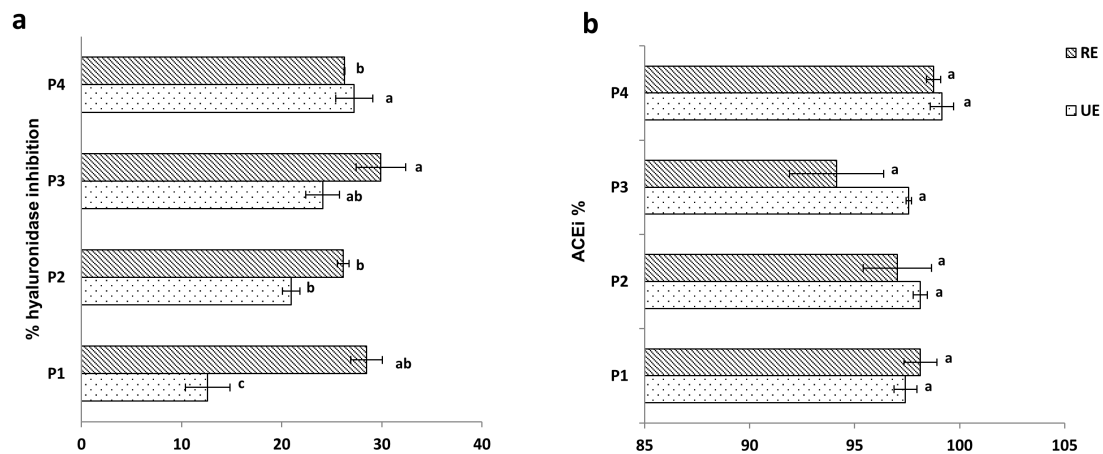 a
% hyaluronidase inhibition
P4
b
a
P3
a
ab
P2
b
b
P1
ab
c
0 10 20 30 40
b
ACEi %
RE
UE
P4
a
a
P3
a
a
P2
a
a
P1
a
a
85 90 95 100 105